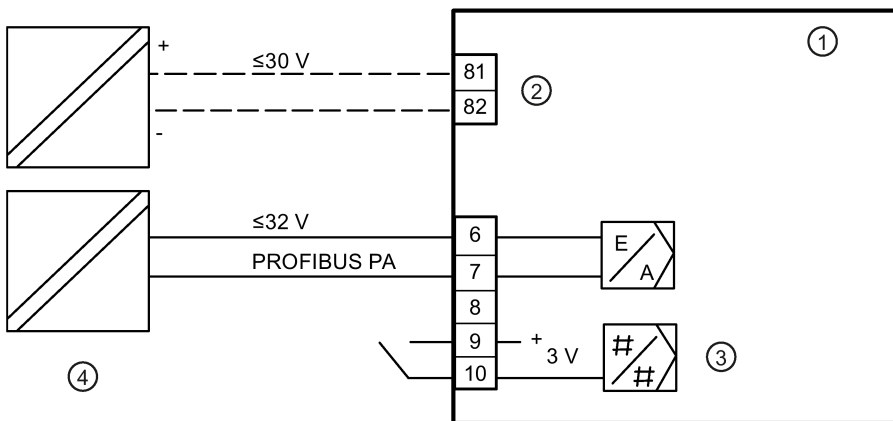 ①
+
≤30 V
81
②
82
-
≤32 V
6
E
A
PROFIBUS PA
7
8
9
+
3 V
#
#
③
10
④